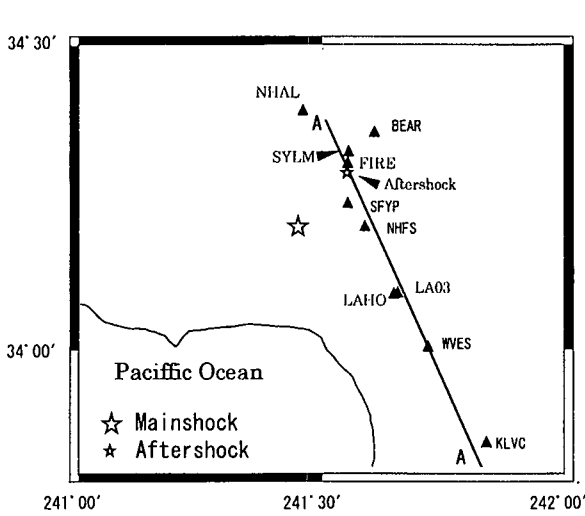 34° 30'
NHAL
A
BEAR
SYLM
FIRE
Aftershock
SFYP
NHFS
LAHO
LA03
34° 00'
WVES
Paciffic Ocean
Mainshock
Aftershock
A
KLVC
241° 00'
241° 30'
242° 00'